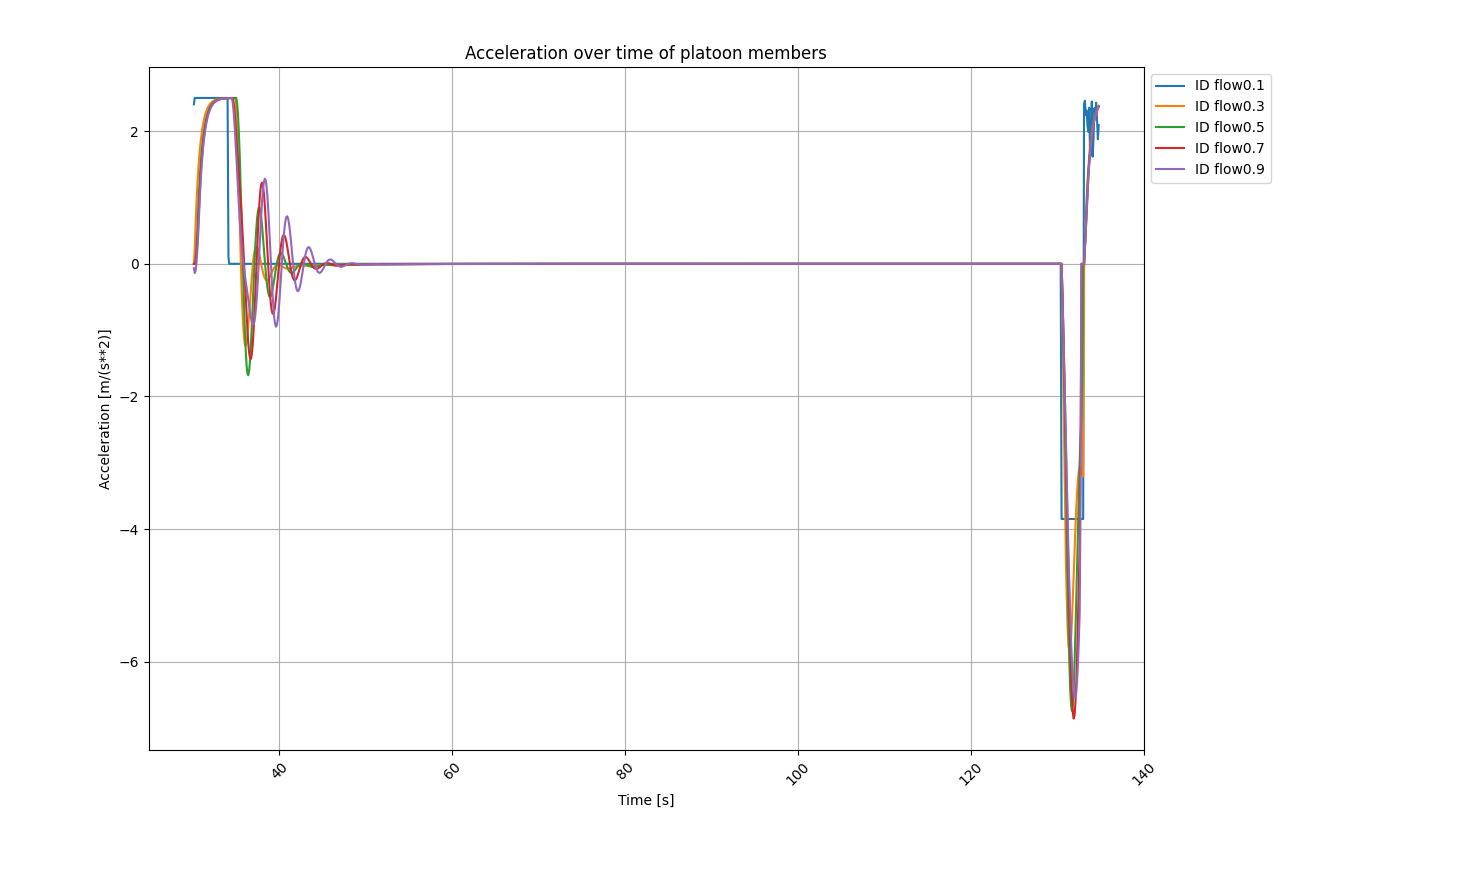 Acceleration over time of platoon members
ID flow0.1
ID flow0.3
ID flow0.5
ID flow0.7
ID flow0.9
Acceleration [m/(s**2)]
2
0
−2
−4
−6
40
60
80
100
120
140
Time [s]